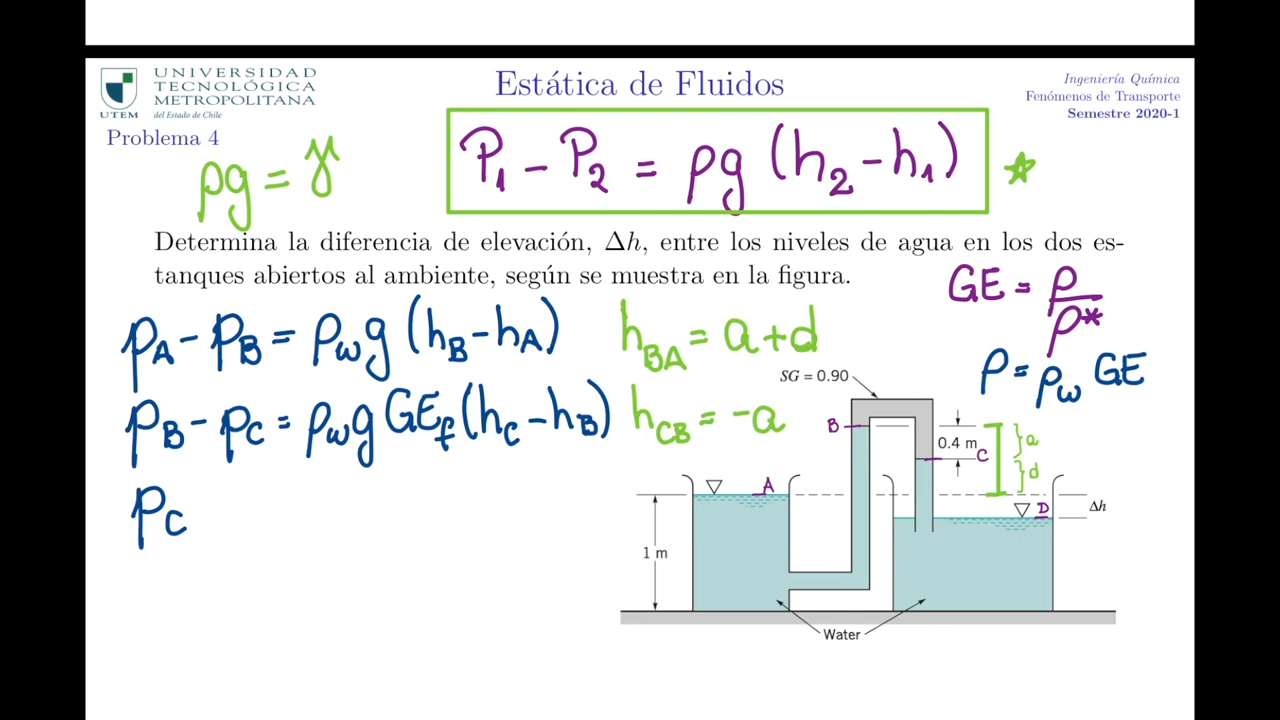 UNIVERSIDAD
TECNOLÓGICA
METROPOLITANA
del Estado de Chile
UTEM
Estática de Fluidos
Ingeniería Química
Fenómenos de Transporte
Semestre 2020-1
Problema 4
ρg = γ
P₁ − P₂ = ρg (h₂ − h₁)
Determina la diferencia de elevación, Δh, entre los niveles de agua en los dos es-
tanques abiertos al ambiente, según se muestra en la figura.
GE = ρ/ρ*
ρ = ρ_w GE
p_A − p_B = ρ_w g (h_B − h_A)
h_BA = a + d
p_B − p_C = ρ_w g GE_f (h_C − h_B)
h_CB = −a
p_C
SG = 0.90
B
0.4 m
C
a
d
A
D
Δh
1 m
Water